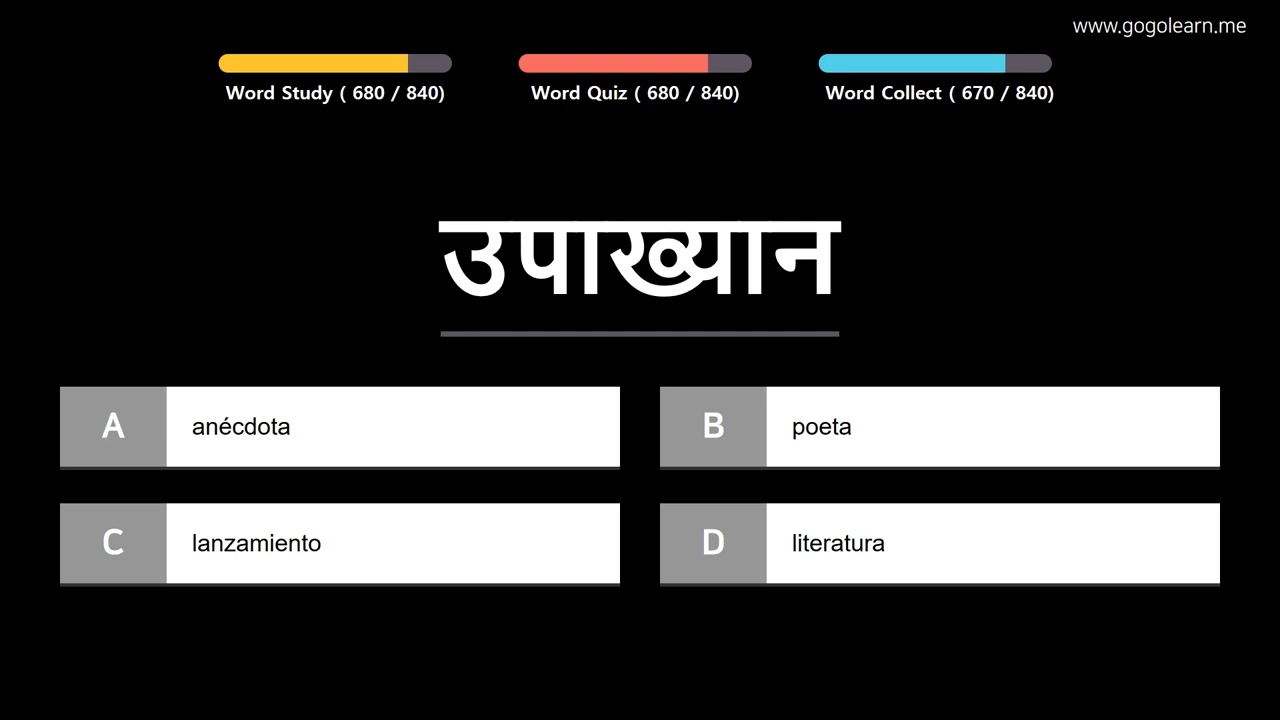 www.gogolearn.me
Word Study ( 680 / 840)
Word Quiz ( 680 / 840)
Word Collect ( 670 / 840)
उपाख्यान
A anécdota
B poeta
C lanzamiento
D literatura